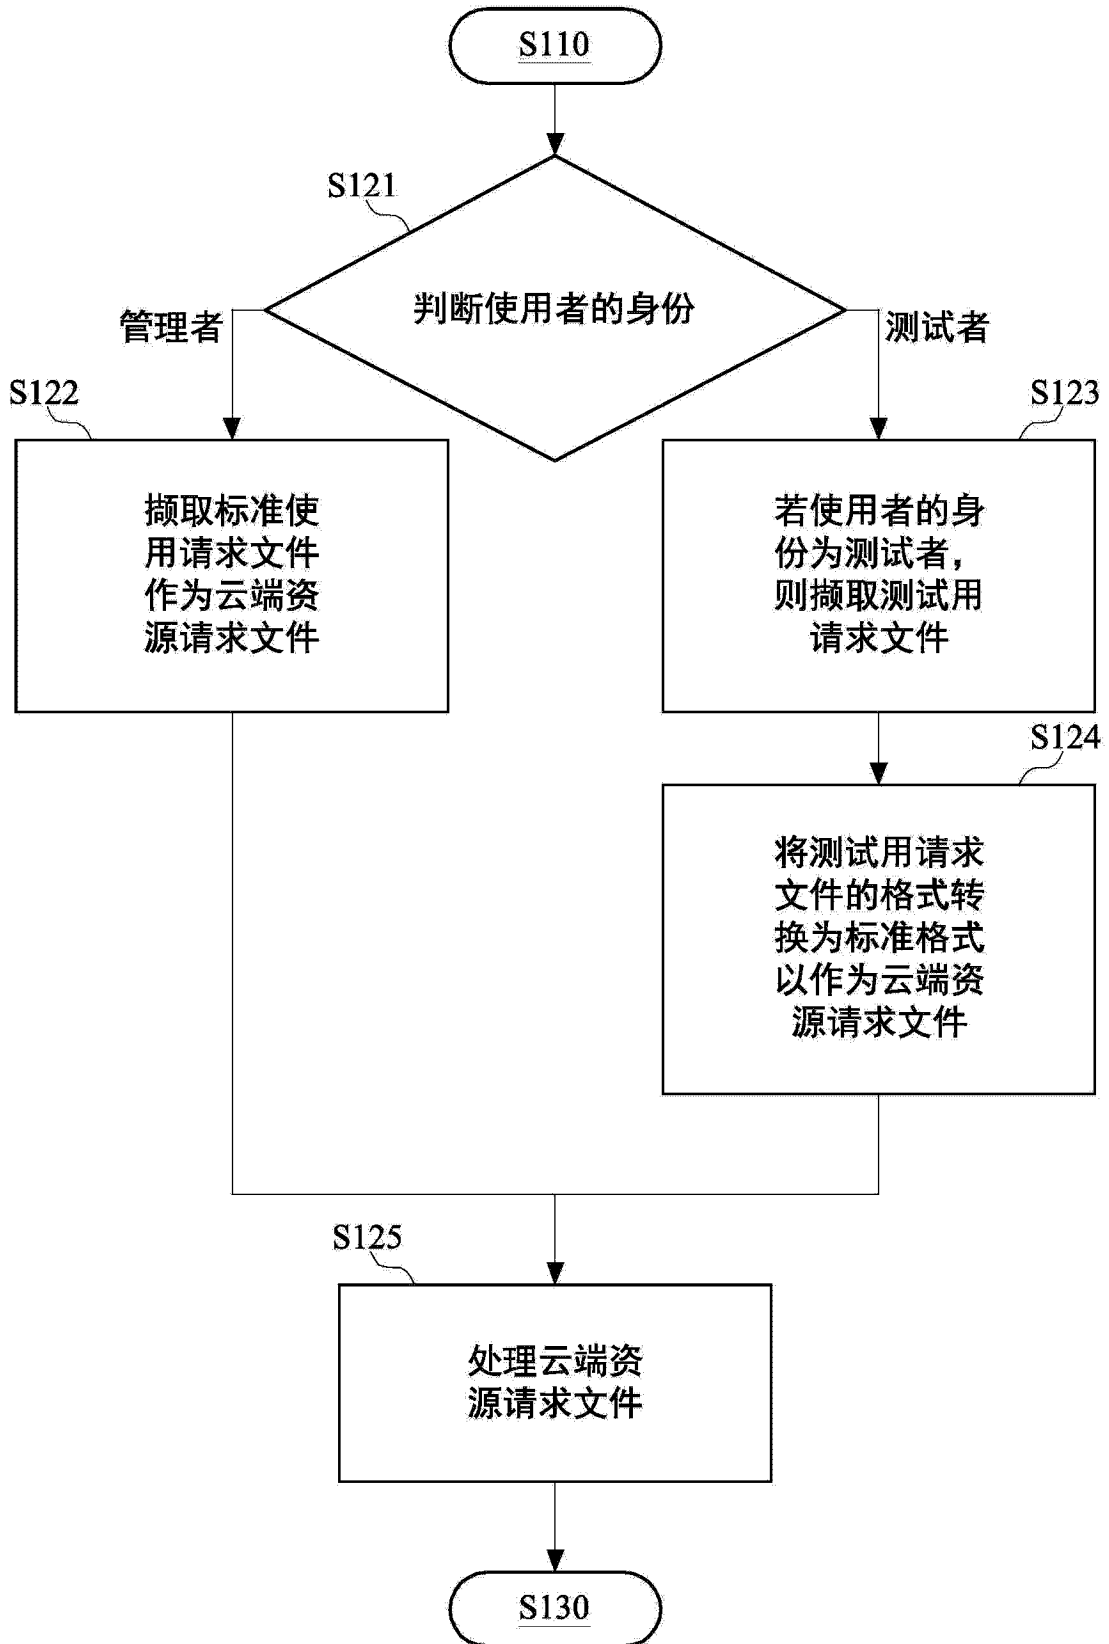 S110
S121
判断使用者的身份
管理者
测试者
S122
撷取标准使
用请求文件
作为云端资
源请求文件
S123
若使用者的身
份为测试者，
则撷取测试用
请求文件
S124
将测试用请求
文件的格式转
换为标准格式
以作为云端资
源请求文件
S125
处理云端资
源请求文件
S130